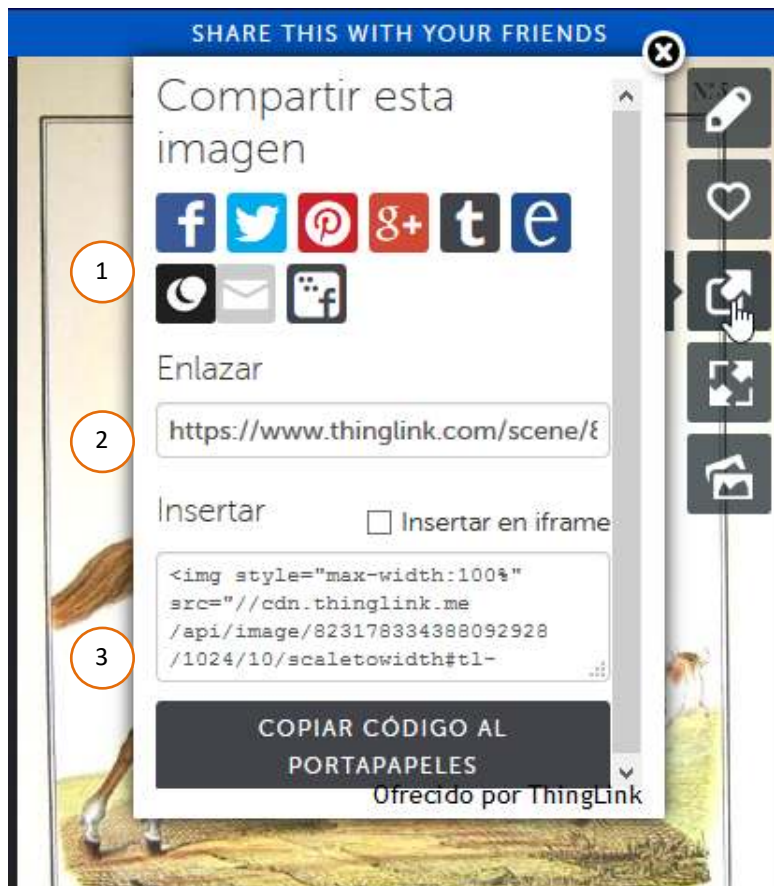 SHARE THIS WITH YOUR FRIENDS
Nº 5
Compartir esta
imagen
f g+ t e
1
f
Enlazar
2
https://www.thinglink.com/scene/8
Insertar
Insertar en iframe
<img style="max-width:100%"
src="//cdn.thinglink.me
/api/image/823178334388092928
/1024/10/scaletowidth#tl-
3
COPIAR CÓDIGO AL
PORTAPAPELES
Ofrecido por ThingLink